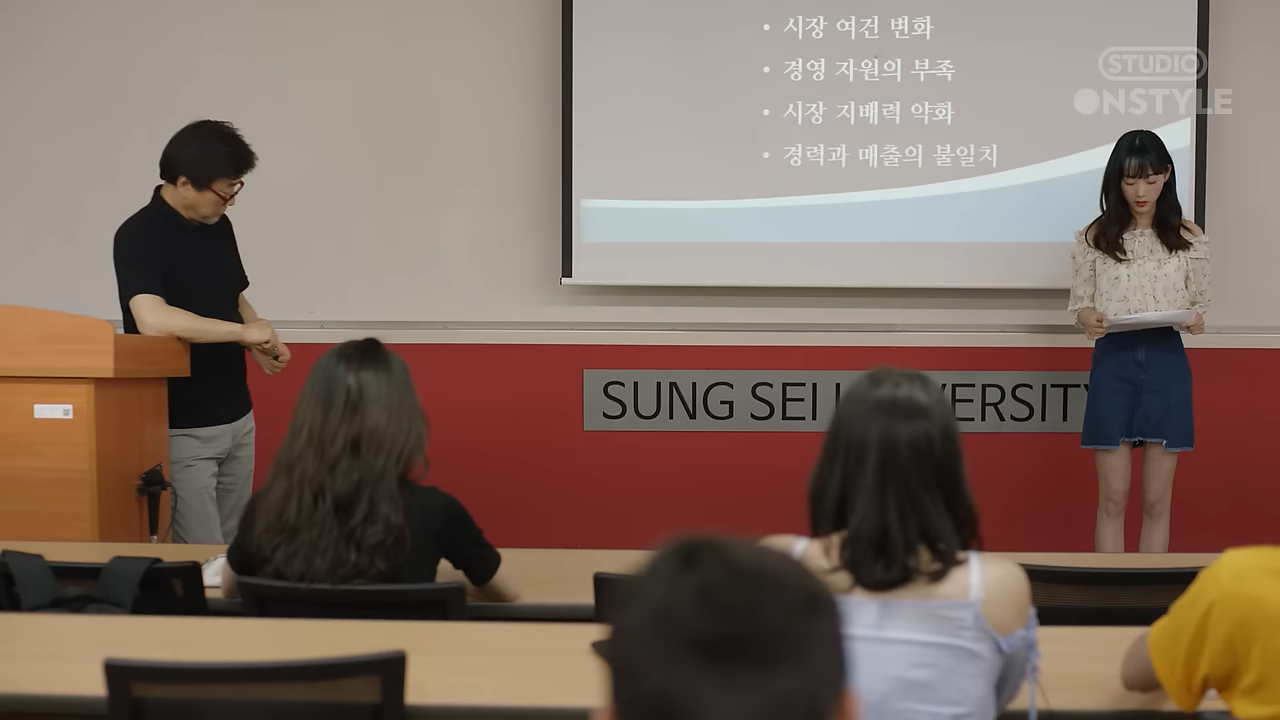 • 시장 여건 변화
• 경영 자원의 부족
• 시장 지배력 약화
• 경력과 매출의 불일치
STUDIO
ONSTYLE
SUNG SEI VERSITY